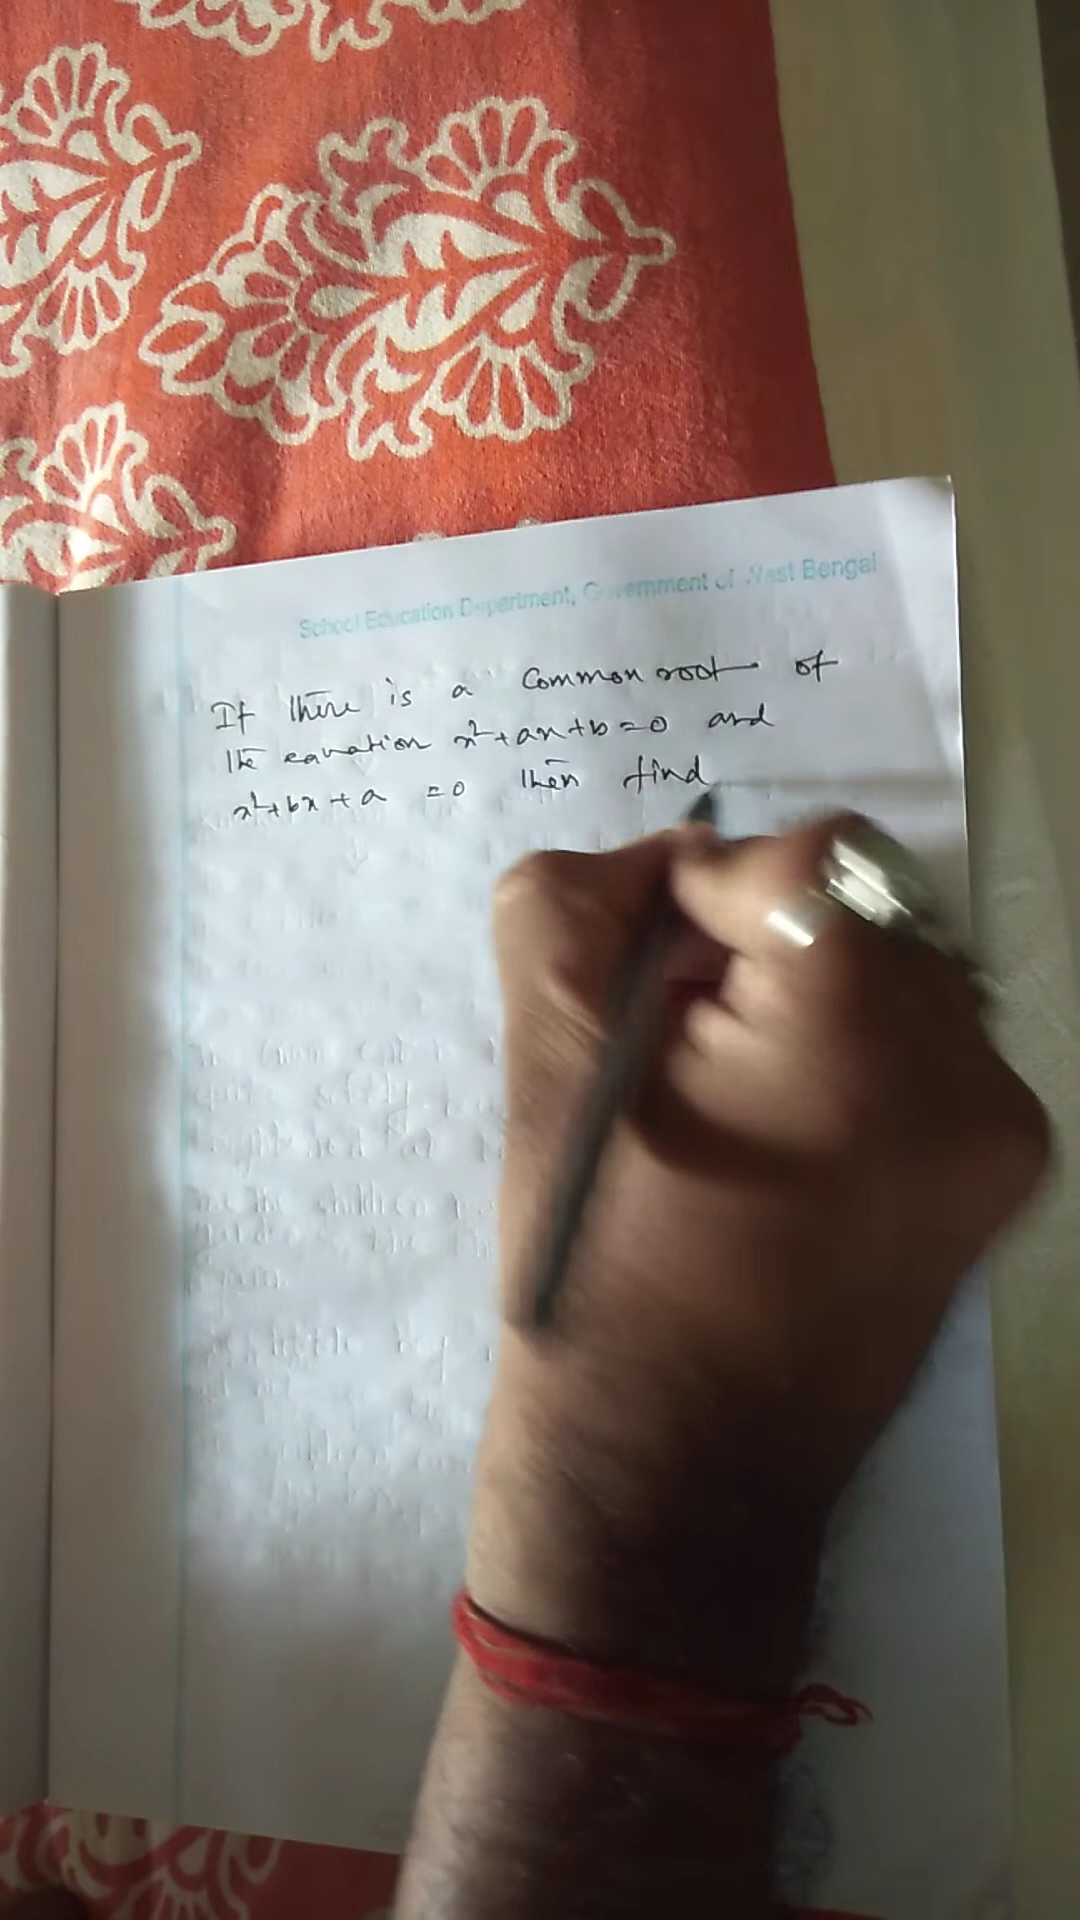 School Education Department, Government of West Bengal
If there is a common root of
the equation x²+ax+b=0 and
x²+bx+a =0 then find